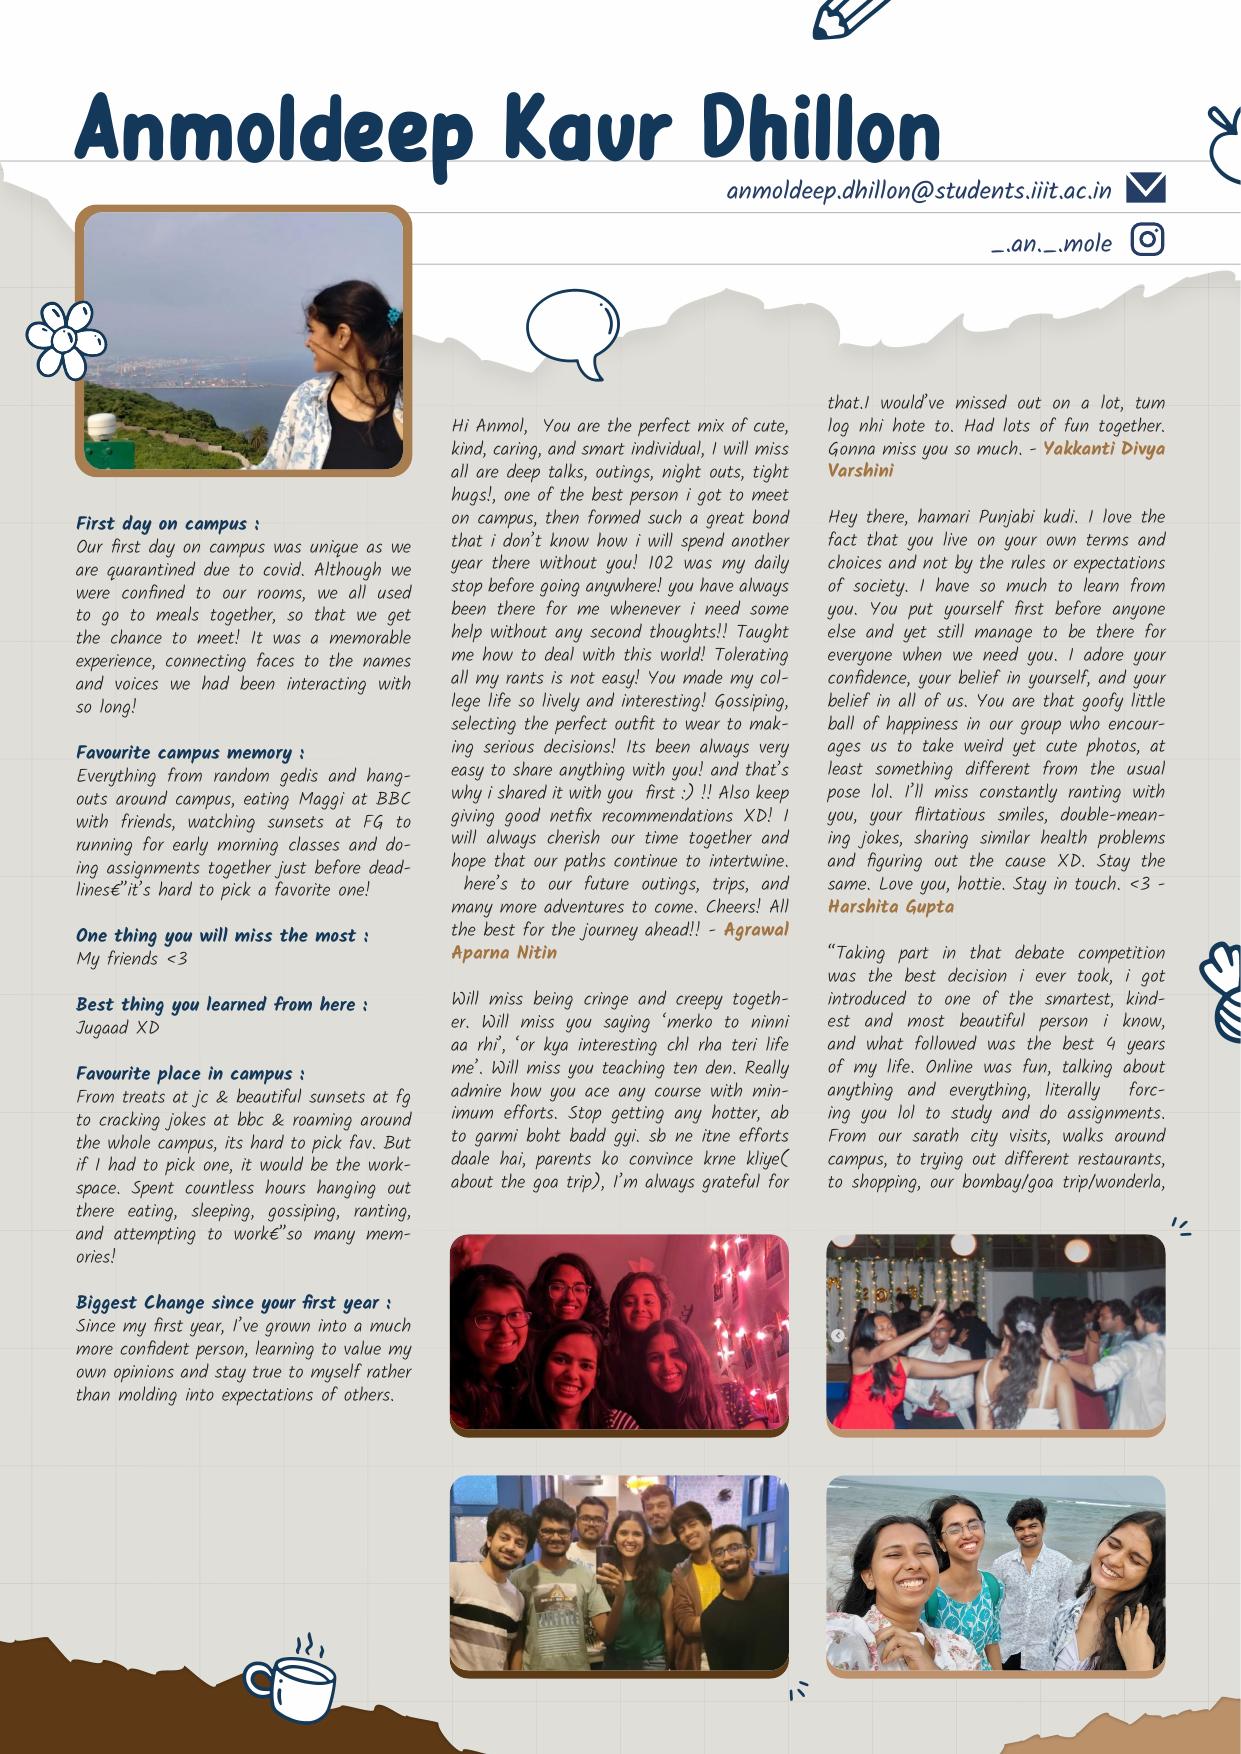 Anmoldeep Kaur Dhillon
anmoldeep.dhillon@students.iiit.ac.in
_.an._.mole
First day on campus :
Our first day on campus was unique as we
are quarantined due to covid. Although we
were confined to our rooms, we all used
to go to meals together, so that we get
the chance to meet! It was a memorable
experience, connecting faces to the names
and voices we had been interacting with
so long!
Favourite campus memory :
Everything from random gedis and hang-
outs around campus, eating Maggi at BBC
with friends, watching sunsets at FG to
running for early morning classes and do-
ing assignments together just before dead-
lines€”it’s hard to pick a favorite one!
One thing you will miss the most :
My friends <3
Best thing you learned from here :
Jugaad XD
Favourite place in campus :
From treats at jc & beautiful sunsets at fg
to cracking jokes at bbc & roaming around
the whole campus, its hard to pick fav. But
if I had to pick one, it would be the work-
space. Spent countless hours hanging out
there eating, sleeping, gossiping, ranting,
and attempting to work€”so many mem-
ories!
Biggest Change since your first year :
Since my first year, I’ve grown into a much
more confident person, learning to value my
own opinions and stay true to myself rather
than molding into expectations of others.
Hi Anmol,  You are the perfect mix of cute,
kind, caring, and smart individual, I will miss
all are deep talks, outings, night outs, tight
hugs!, one of the best person i got to meet
on campus, then formed such a great bond
that i don’t know how i will spend another
year there without you! 102 was my daily
stop before going anywhere! you have always
been there for me whenever i need some
help without any second thoughts!! Taught
me how to deal with this world! Tolerating
all my rants is not easy! You made my col-
lege life so lively and interesting! Gossiping,
selecting the perfect outfit to wear to mak-
ing serious decisions! Its been always very
easy to share anything with you! and that’s
why i shared it with you  first :) !! Also keep
giving good netfix recommendations XD! I
will always cherish our time together and
hope that our paths continue to intertwine.
here’s to our future outings, trips, and
many more adventures to come. Cheers! All
the best for the journey ahead!! - Agrawal
Aparna Nitin
Will miss being cringe and creepy togeth-
er. Will miss you saying ‘merko to ninni
aa rhi’, ‘or kya interesting chl rha teri life
me’. Will miss you teaching ten den. Really
admire how you ace any course with min-
imum efforts. Stop getting any hotter, ab
to garmi boht badd gyi. sb ne itne efforts
daale hai, parents ko convince krne kliye(
about the goa trip), I’m always grateful for
that.I would’ve missed out on a lot, tum
log nhi hote to. Had lots of fun together.
Gonna miss you so much. - Yakkanti Divya
Varshini
Hey there, hamari Punjabi kudi. I love the
fact that you live on your own terms and
choices and not by the rules or expectations
of society. I have so much to learn from
you. You put yourself first before anyone
else and yet still manage to be there for
everyone when we need you. I adore your
confidence, your belief in yourself, and your
belief in all of us. You are that goofy little
ball of happiness in our group who encour-
ages us to take weird yet cute photos, at
least something different from the usual
pose lol. I’ll miss constantly ranting with
you, your flirtatious smiles, double-mean-
ing jokes, sharing similar health problems
and figuring out the cause XD. Stay the
same. Love you, hottie. Stay in touch. <3 -
Harshita Gupta
“Taking part in that debate competition
was the best decision i ever took, i got
introduced to one of the smartest, kind-
est and most beautiful person i know,
and what followed was the best 4 years
of my life. Online was fun, talking about
anything and everything, literally  forc-
ing you lol to study and do assignments.
From our sarath city visits, walks around
campus, to trying out different restaurants,
to shopping, our bombay/goa trip/wonderla,